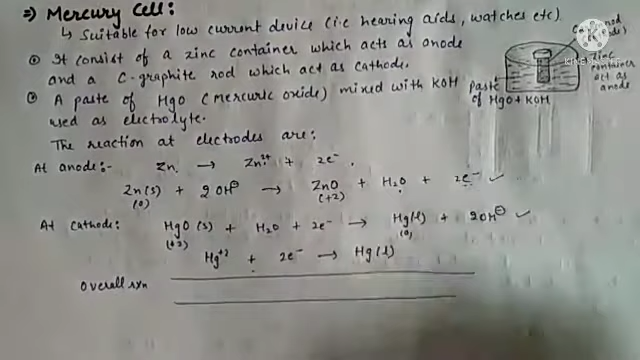 ⇒) Mercury Cell:
↳ Suitable for low current device (i.e hearing aids, watches etc)
It consist of a zinc container which acts as anode
and a C-graphite rod which act as cathode.
A paste of HgO (Mercuric oxide) mixed with KOH
used as electrolyte.
rod
Zinc
container
act as
anode
paste
of HgO + KOH
KINEMASTER
The reaction at electrodes are:
At anode:- Zn → Zn²⁺ + 2e⁻.
Zn(s) + 2OH⊖ → ZnO + H₂O + 2e⁻ ✓
(0) (+2)
At cathode: HgO(s) + H₂O + 2e⁻ → Hg(l) + 2OH⊖ ✓
(+2) (0)
Hg⁺² + 2e⁻ → Hg(l)
Overall rxn